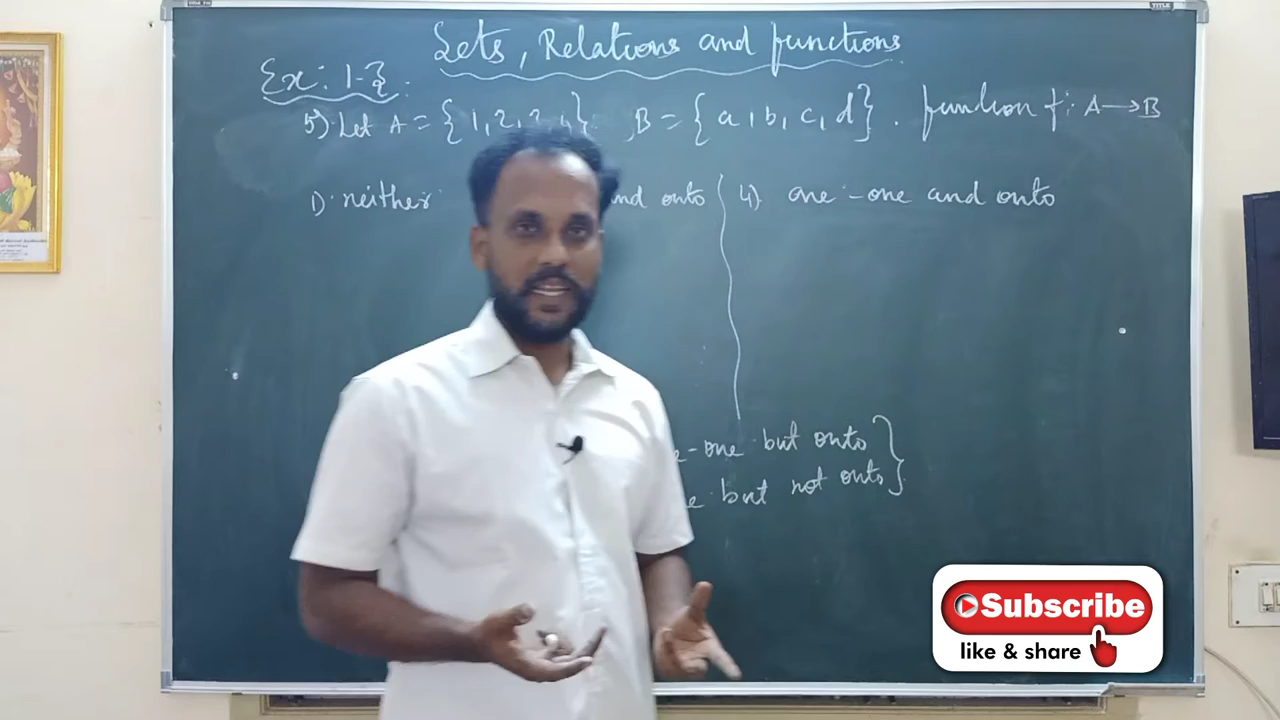 Sets, Relations and functions.
Ex: 1.3.
5) Let A = {1, 2, 3, 4} , B = {a, b, c, d} . function f: A → B
1) neither
and onto
4) one-one and onto
-one but onto
but not onto
Subscribe
like & share